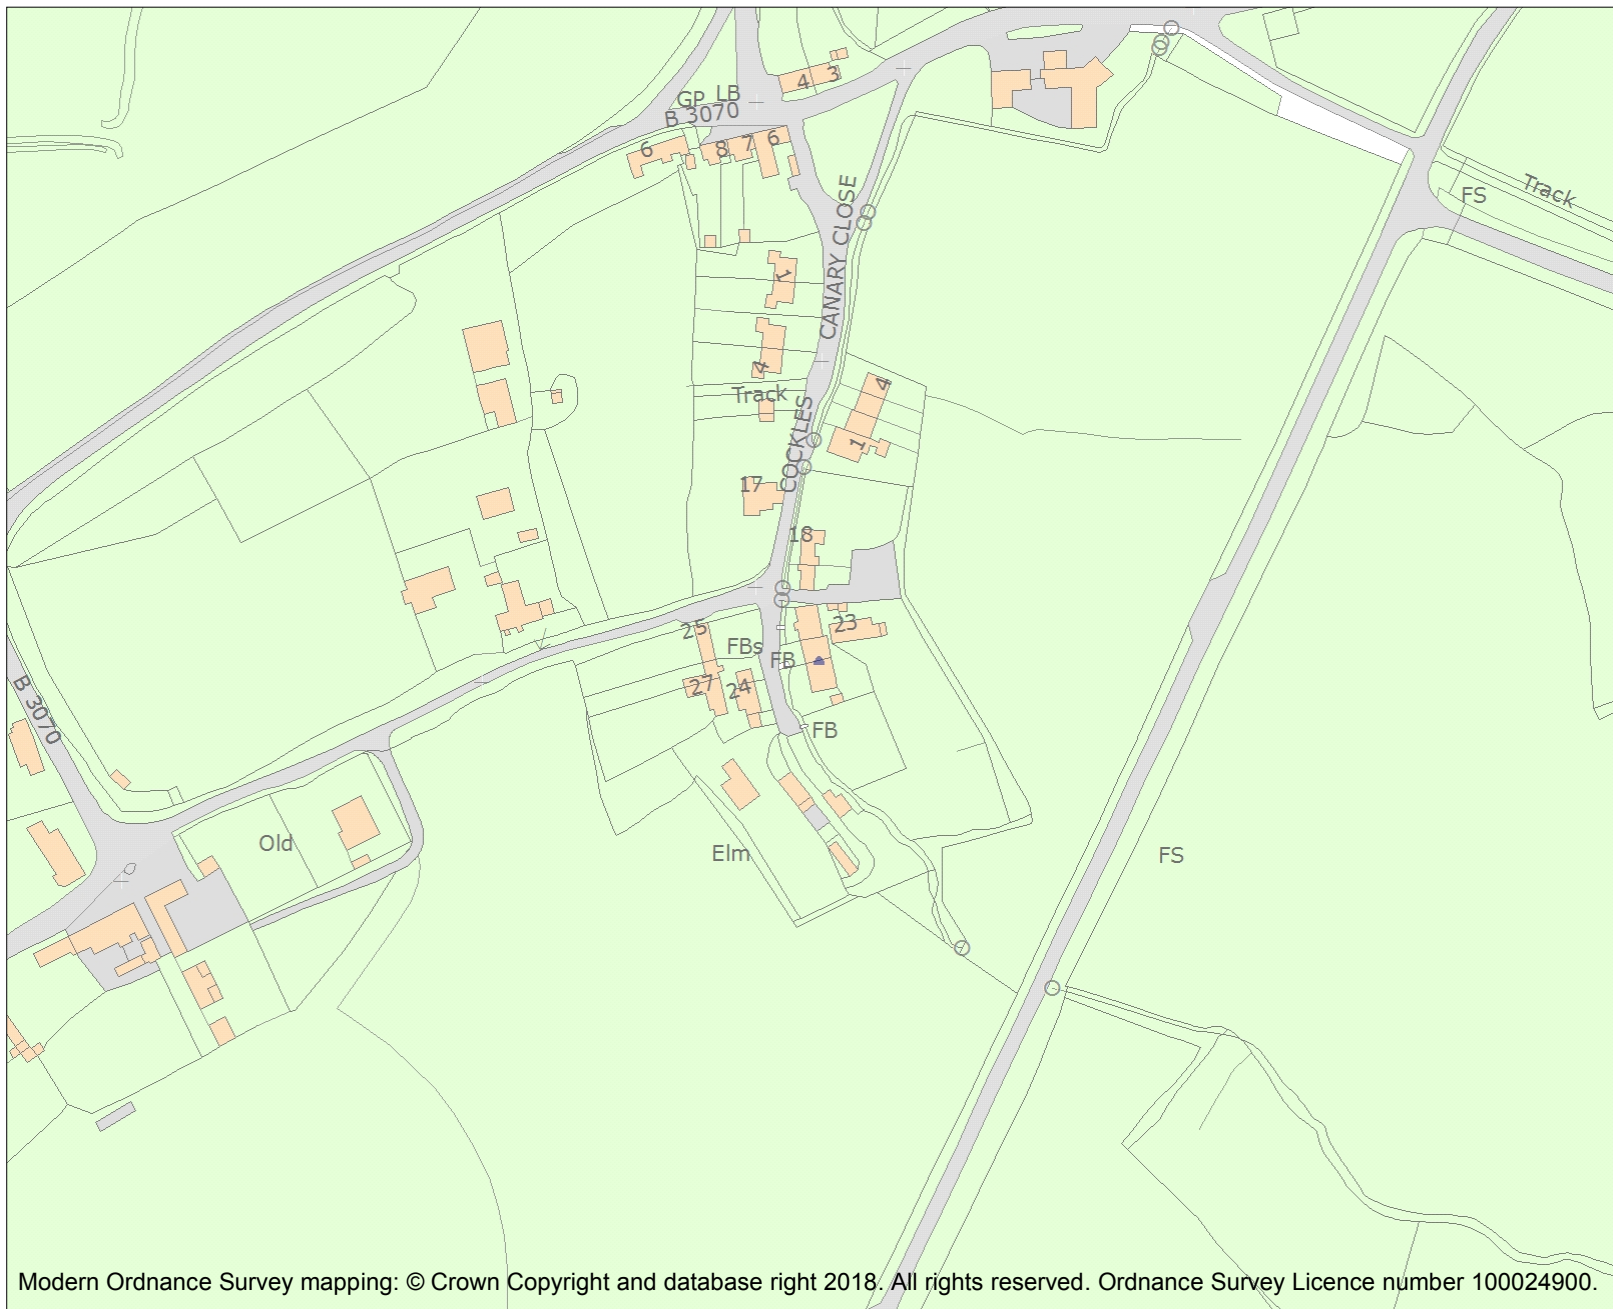 4 3
GP LB
B 3070
6 8 7 6
Track
FS
CANARY CLOSE
1
4
Track
4
1
COCKLES
17
18
25
FBs
FB
23
27
24
B 3070
FB
Old
Elm
FS
Modern Ordnance Survey mapping: © Crown Copyright and database right 2018. All rights reserved. Ordnance Survey Licence number 100024900.